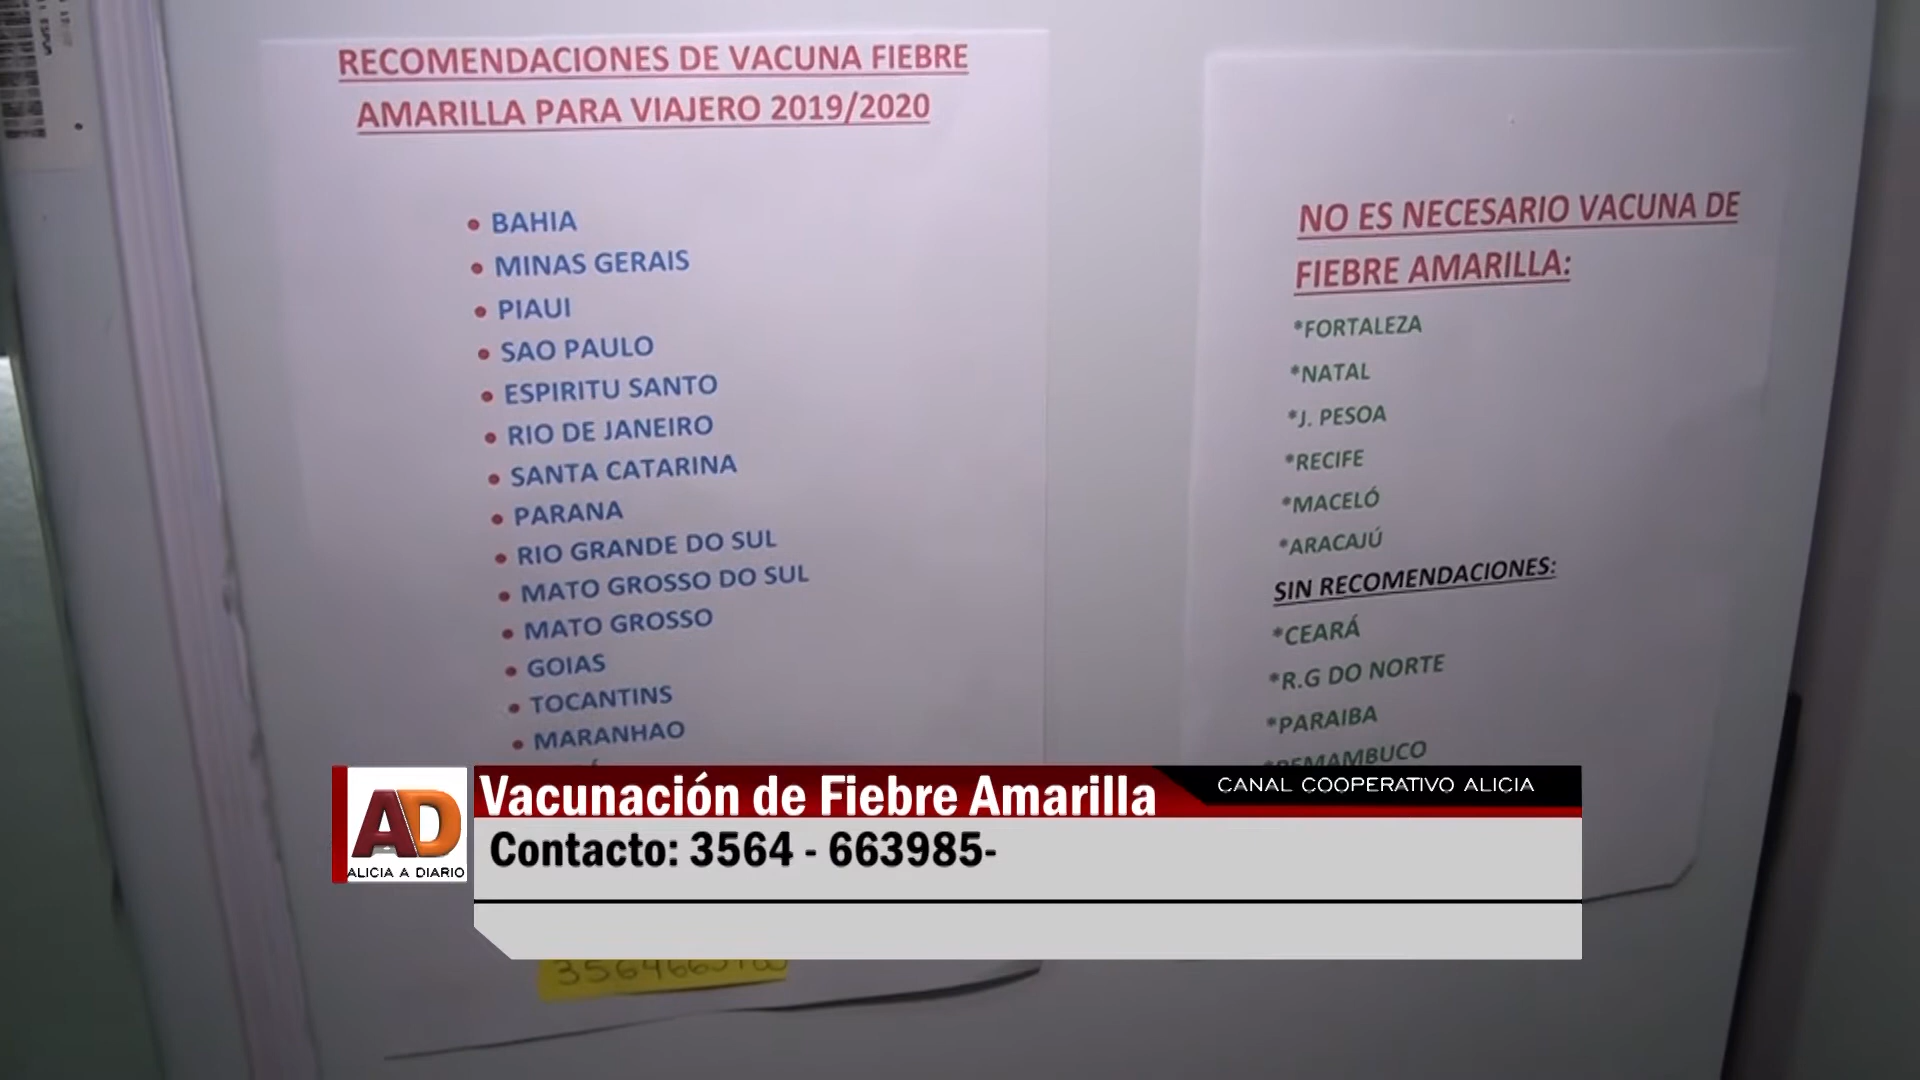 RECOMENDACIONES DE VACUNA FIEBRE
AMARILLA PARA VIAJERO 2019/2020
• BAHIA
• MINAS GERAIS
• PIAUI
• SAO PAULO
• ESPIRITU SANTO
• RIO DE JANEIRO
• SANTA CATARINA
• PARANA
• RIO GRANDE DO SUL
• MATO GROSSO DO SUL
• MATO GROSSO
• GOIAS
• TOCANTINS
• MARANHAO
NO ES NECESARIO VACUNA DE
FIEBRE AMARILLA:
*FORTALEZA
*NATAL
*J. PESOA
*RECIFE
*MACELÓ
*ARACAJÚ
SIN RECOMENDACIONES:
*CEARÁ
*R.G DO NORTE
*PARAIBA
*PEMAMBUCO
Vacunación de Fiebre Amarilla
CANAL COOPERATIVO ALICIA
Contacto: 3564 - 663985-
AD
ALICIA A DIARIO